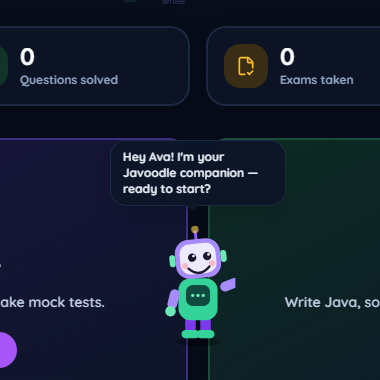 white
0
Questions solved
0
Exams taken
Hey Ava! I'm your
Javoodle companion —
ready to start?
ake mock tests.
Write Java, so